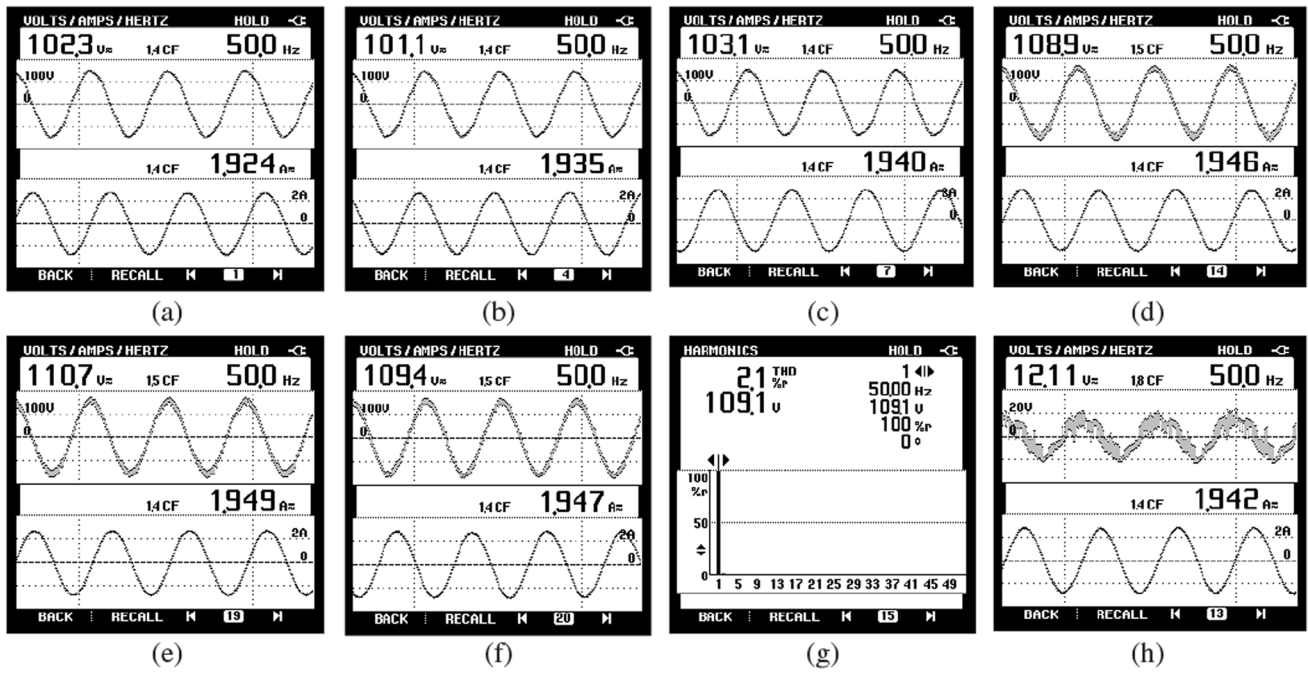 VOLTS/AMPS/HERTZ HOLD
102.3 V≂ 1.4 CF 50.0 Hz
100V
0
1.4 CF 1.924 A≂
2A
0
BACK RECALL 1
(a)
VOLTS/AMPS/HERTZ HOLD
101.1 V≂ 1.4 CF 50.0 Hz
100V
0
1.4 CF 1.935 A≂
2A
0
BACK RECALL 4
(b)
VOLTS/AMPS/HERTZ HOLD
103.1 V≂ 1.4 CF 50.0 Hz
100V
0
1.4 CF 1.940 A≂
0
BACK RECALL 7
(c)
VOLTS/AMPS/HERTZ HOLD
108.9 V≂ 1.5 CF 50.0 Hz
100V
0
1.4 CF 1.946 A≂
2A
0
BACK RECALL 14
(d)
VOLTS/AMPS/HERTZ HOLD
110.7 V≂ 1.5 CF 50.0 Hz
100V
0
1.4 CF 1.949 A≂
2A
0
BACK RECALL 19
(e)
VOLTS/AMPS/HERTZ HOLD
109.4 V≂ 1.5 CF 50.0 Hz
100V
0
1.4 CF 1.947 A≂
2A
0
BACK RECALL 20
(f)
HARMONICS HOLD
2.1 THD %r 1
109.1 V 50.00 Hz
109.1 V
100 %r
0 °
100
%r
50
0
1 5 9 13 17 21 25 29 33 37 41 45 49
BACK RECALL 15
(g)
VOLTS/AMPS/HERTZ HOLD
12.11 V≂ 1.8 CF 50.0 Hz
20V
0
1.4 CF 1.942 A≂
2A
0
BACK RECALL 13
(h)